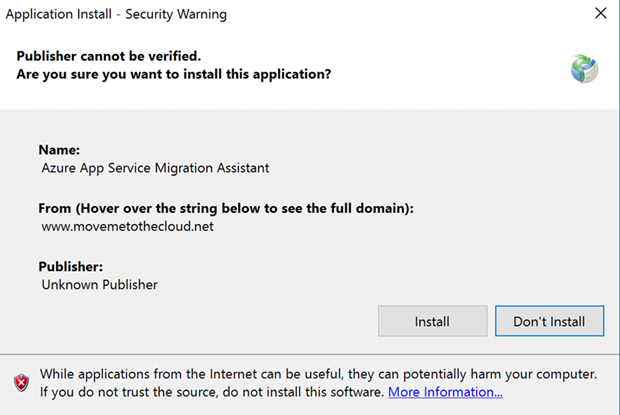 Application Install - Security Warning
Publisher cannot be verified.
Are you sure you want to install this application?
Name:
Azure App Service Migration Assistant
From (Hover over the string below to see the full domain):
www.movemetothecloud.net
Publisher:
Unknown Publisher
Install
Don't Install
While applications from the Internet can be useful, they can potentially harm your computer.
If you do not trust the source, do not install this software. More Information...